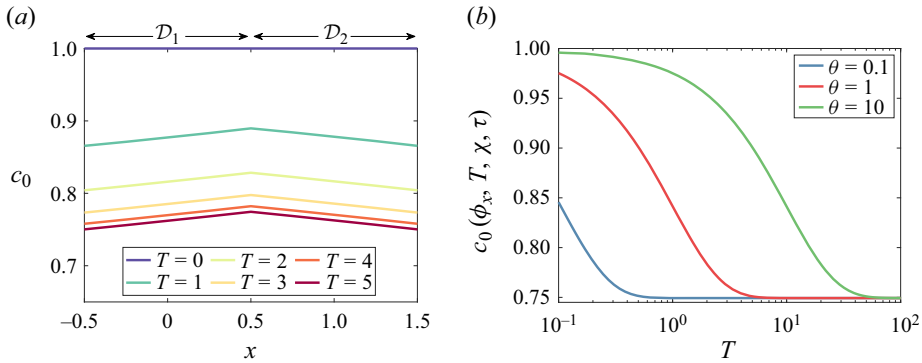 (a)
𝒟1 𝒟2
1.0
0.9
c0
0.8
0.7
T = 0 T = 2 T = 4
T = 1 T = 3 T = 5
–0.5 0 0.5 1.0 1.5
x
(b)
1.00
θ = 0.1
θ = 1
θ = 10
0.95
0.90
c0 (ϕx, T, χ, τ)
0.85
0.80
0.75
10–1 100 101 102
T